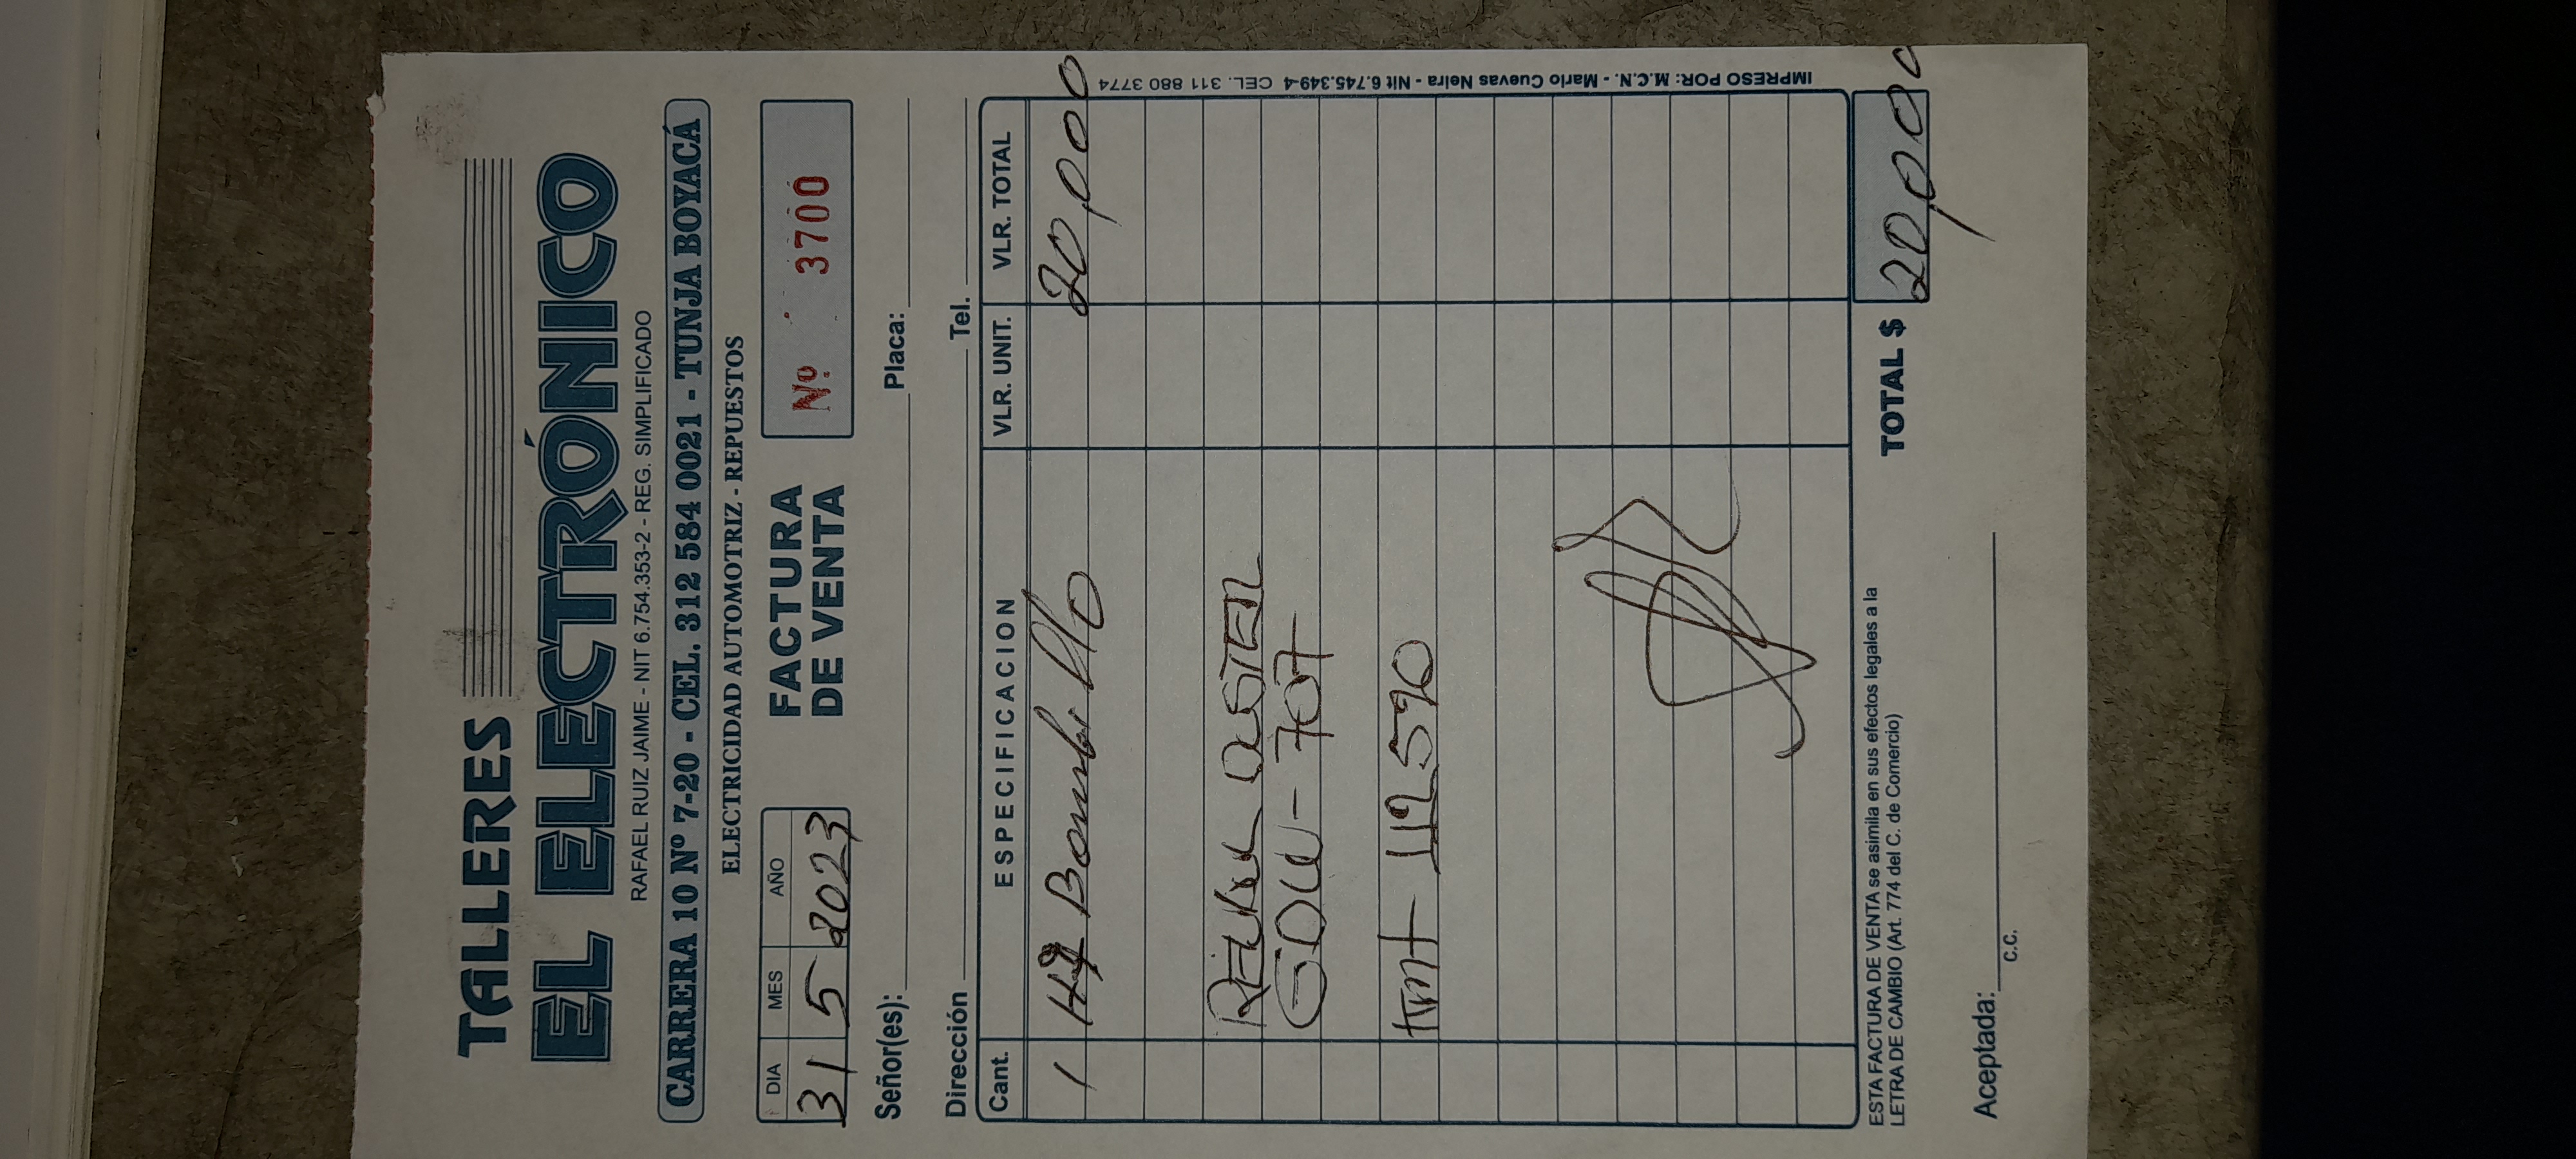 TALLERES
EL ELECTRÓNICO
RAFAEL RUIZ JAIME - NIT 6.754.353-2 - REG. SIMPLIFICADO
CARRERA 10 Nº 7-20 - CEL. 312 584 0021 - TUNJA BOYACÁ
ELECTRICIDAD AUTOMOTRIZ - REPUESTOS
DIA MES AÑO
31 5 2023
FACTURA
DE VENTA
Nº 3700
Señor(es): Placa:
Dirección Tel.
Cant. ESPECIFICACION VLR. UNIT. VLR. TOTAL
1 Bombillo 20,000
- 707
112590
TOTAL $ 20,000
ESTA FACTURA DE VENTA se asimila en sus efectos legales a la
LETRA DE CAMBIO (Art. 774 del C. de Comercio)
Aceptada:
C.C.
IMPRESO POR: M.C.N. - Mario Cuevas Neira - Nit 6.745.349-4 CEL. 311 880 3774